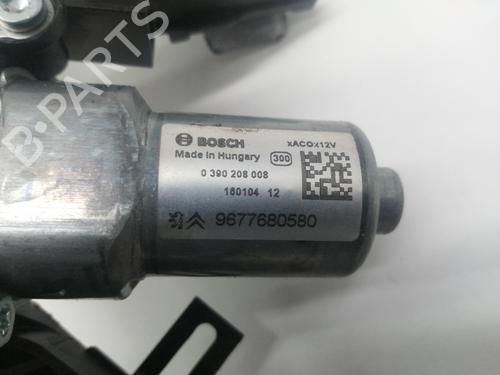 B-PARTS
BOSCH xACOx12V
Made in Hungary 300
0 390 208 008
160104 12
9677680580